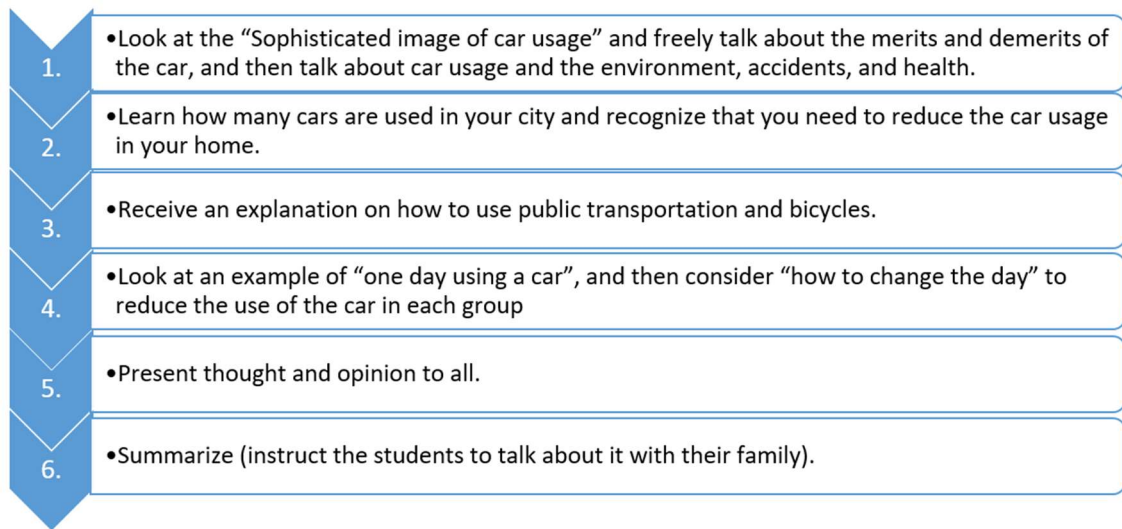 1.
•Look at the “Sophisticated image of car usage” and freely talk about the merits and demerits of
the car, and then talk about car usage and the environment, accidents, and health.
2.
•Learn how many cars are used in your city and recognize that you need to reduce the car usage
in your home.
3.
•Receive an explanation on how to use public transportation and bicycles.
4.
•Look at an example of “one day using a car”, and then consider “how to change the day” to
reduce the use of the car in each group
5.
•Present thought and opinion to all.
6.
•Summarize (instruct the students to talk about it with their family).